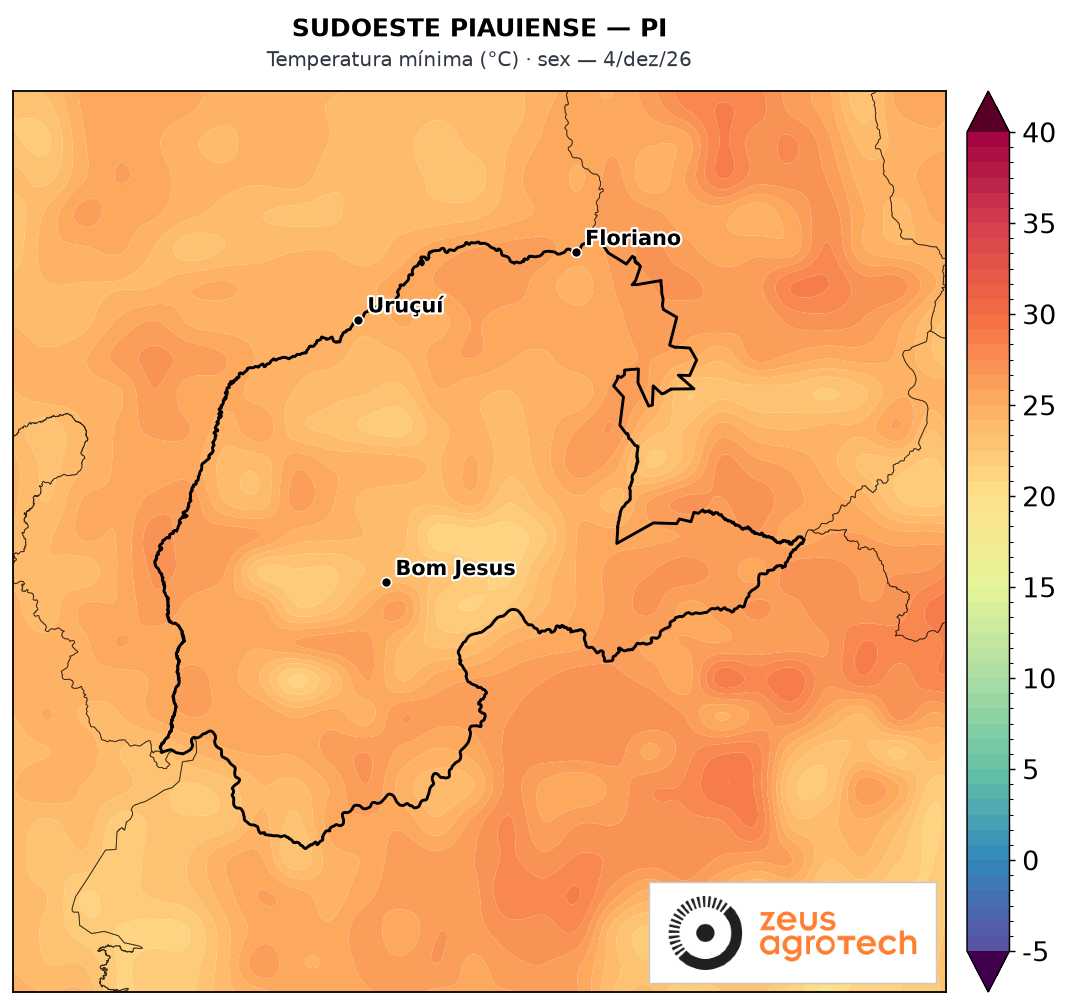 SUDOESTE PIAUIENSE — PI
Temperatura mínima (°C) · sex — 4/dez/26
Floriano
Uruçuí
Bom Jesus
40
35
30
25
20
15
10
5
0
-5
zeus
agrotech